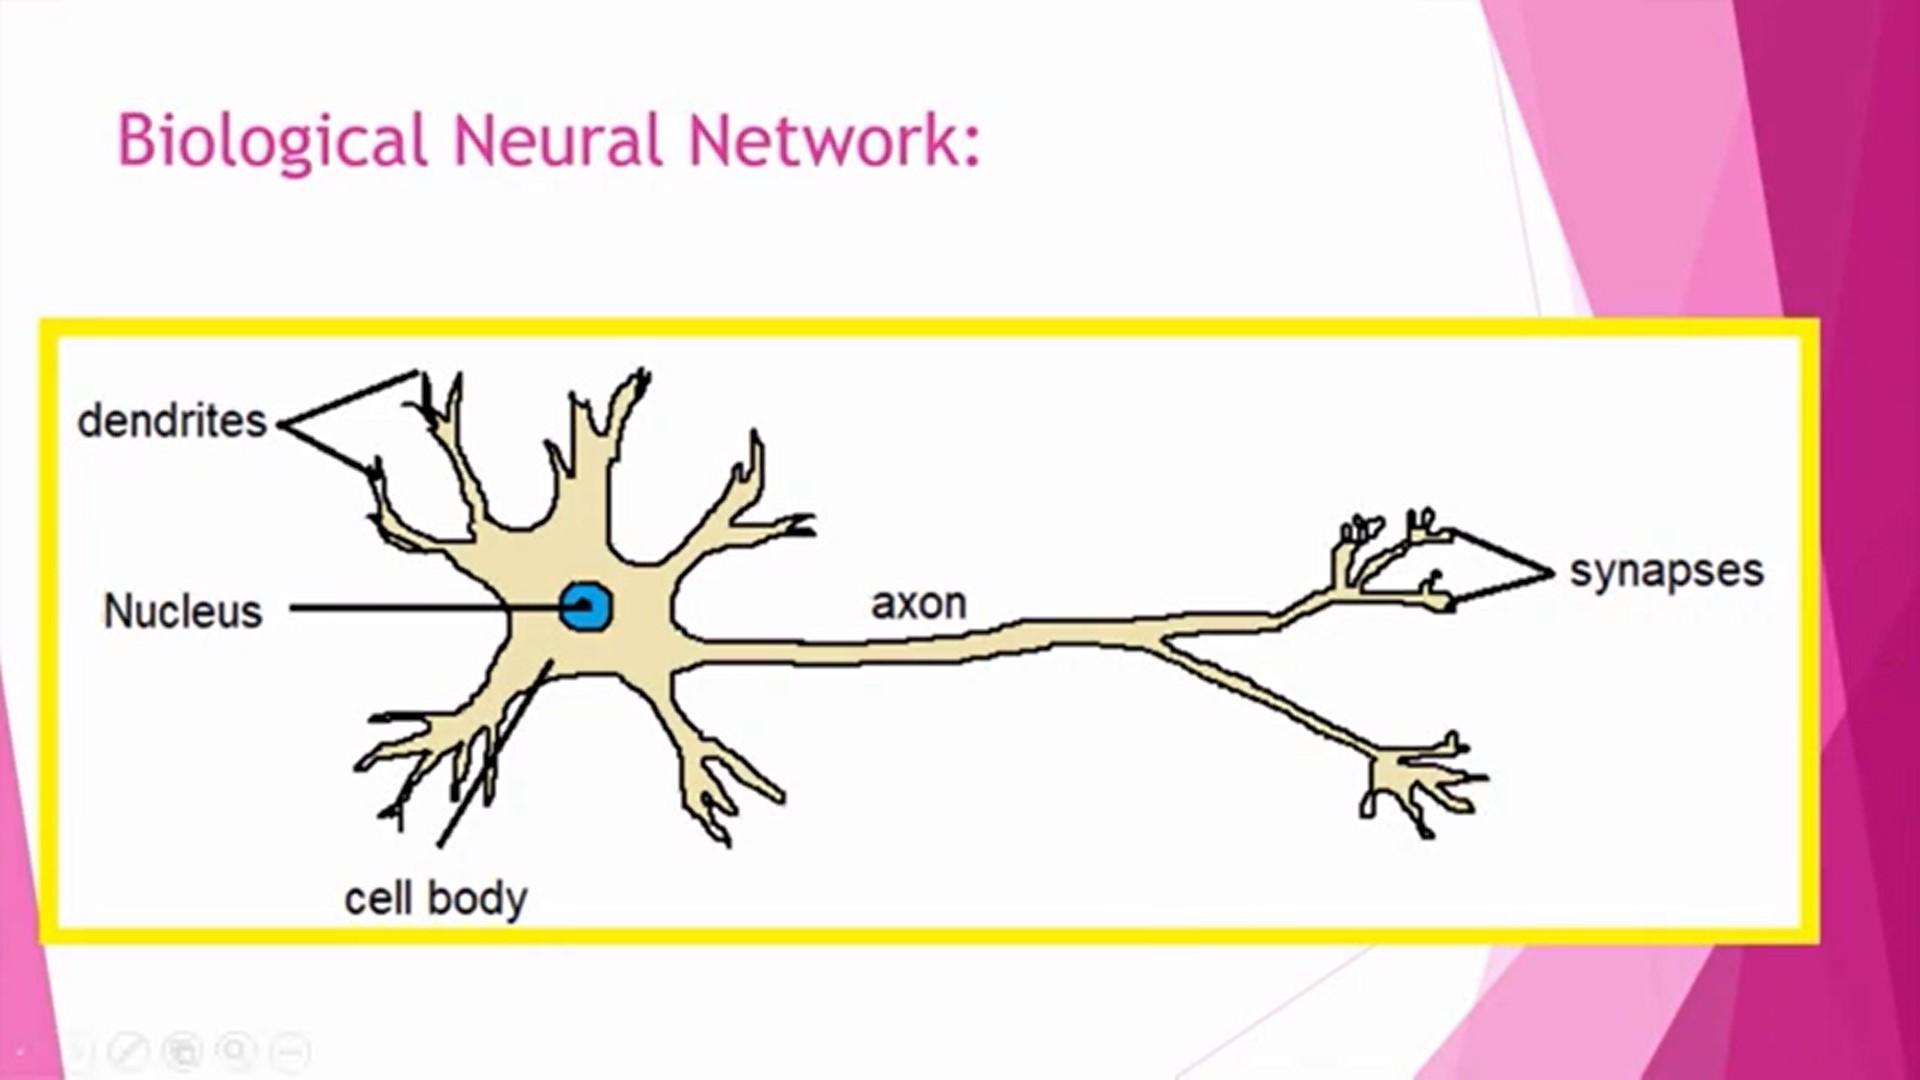 Biological Neural Network:
dendrites
Nucleus
axon
synapses
cell body